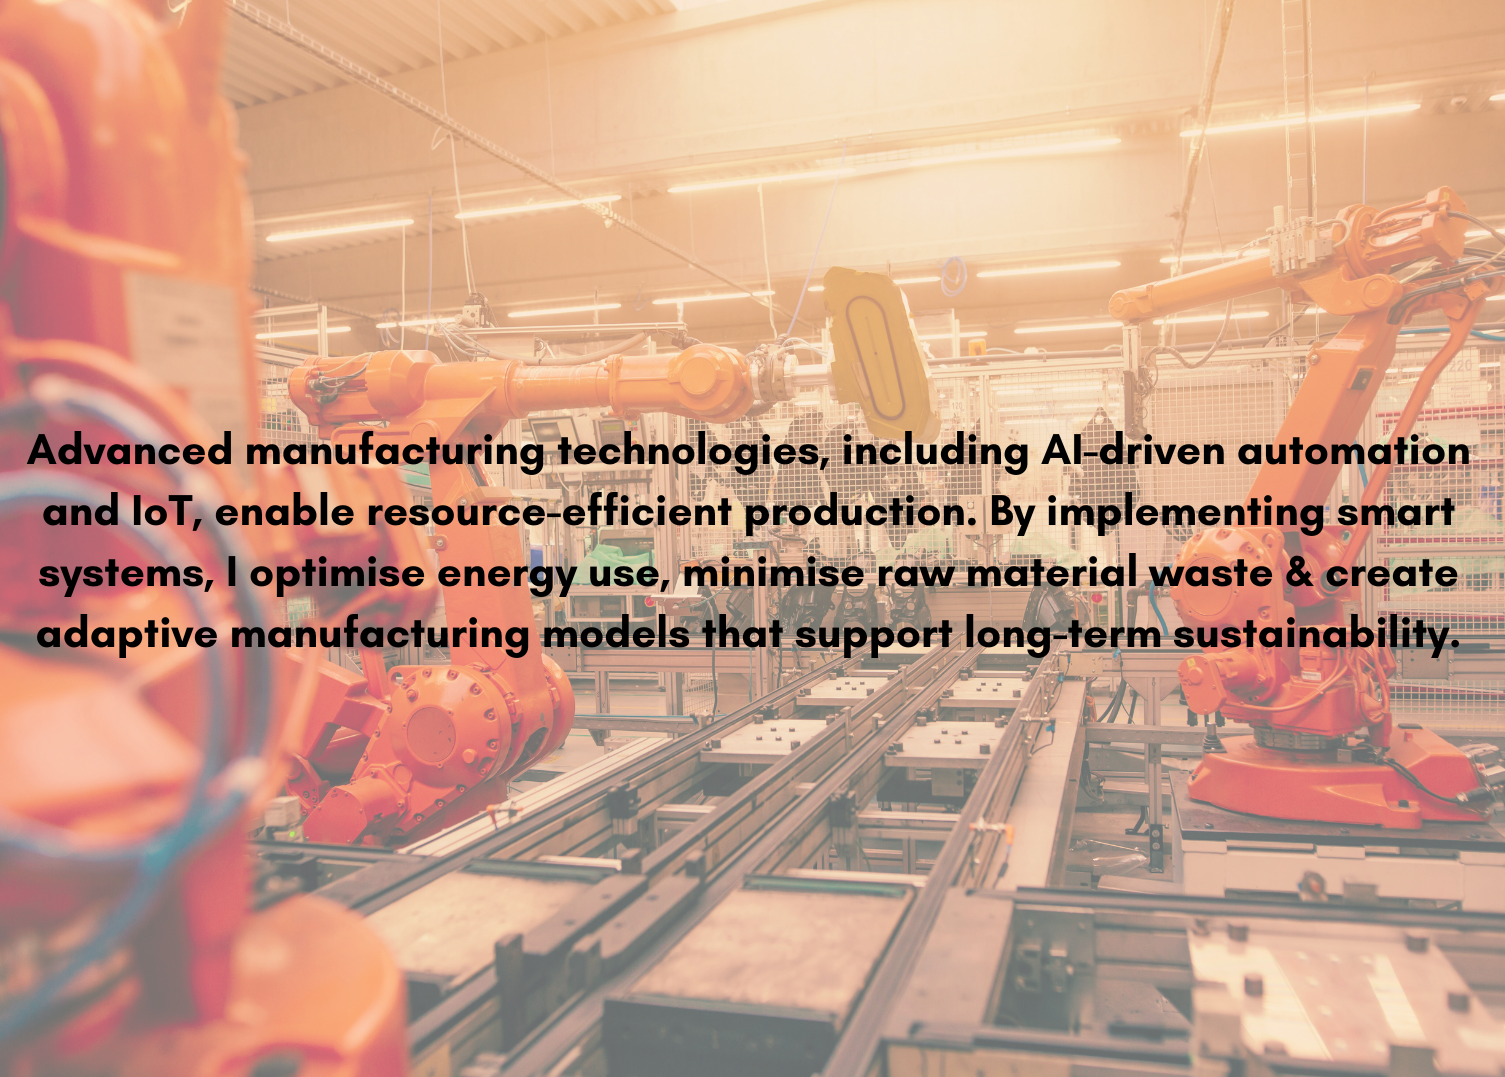 Advanced manufacturing technologies, including AI-driven automation
and IoT, enable resource-efficient production. By implementing smart
systems, I optimise energy use, minimise raw material waste & create
adaptive manufacturing models that support long-term sustainability.